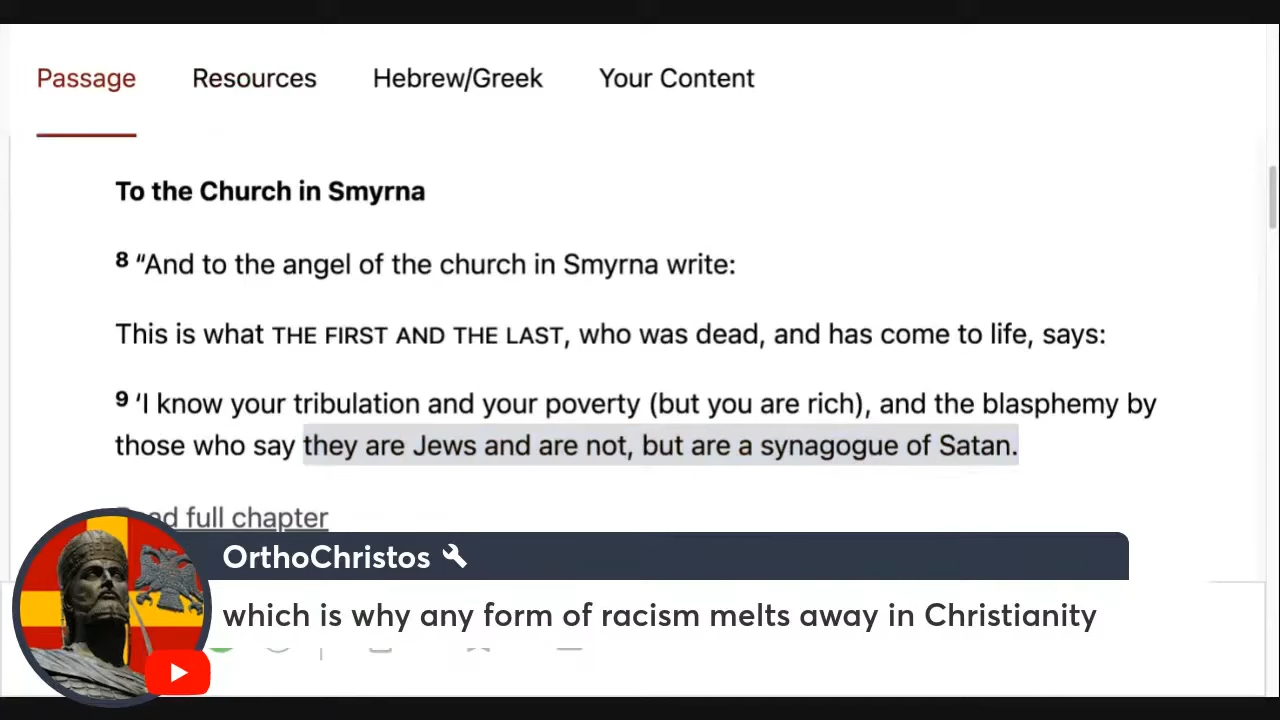 Passage Resources Hebrew/Greek Your Content
To the Church in Smyrna
8 “And to the angel of the church in Smyrna write:
This is what THE FIRST AND THE LAST, who was dead, and has come to life, says:
9 ‘I know your tribulation and your poverty (but you are rich), and the blasphemy by
those who say they are Jews and are not, but are a synagogue of Satan.
full chapter
OrthoChristos
which is why any form of racism melts away in Christianity